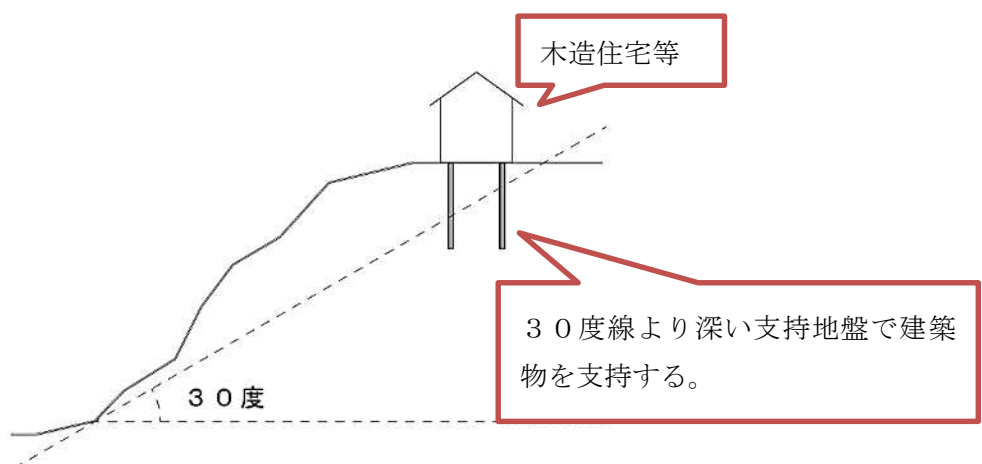 木造住宅等
３０度線より深い支持地盤で建築
物を支持する。
３０度